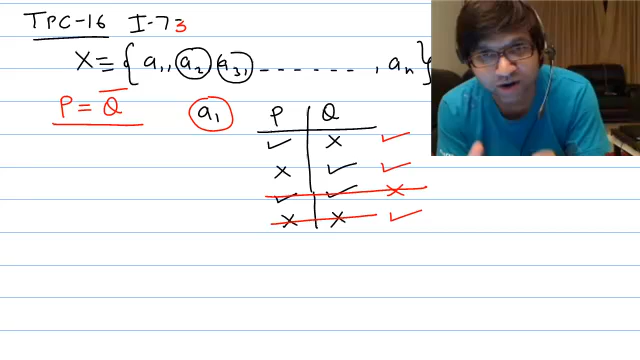 TPC-16 I-73
X = { a1, a2, a3, ------- , an }
P = Q̅ a1 P Q
✓ x ✓
x ✓ ✓
✓ ✓ x
x x ✓